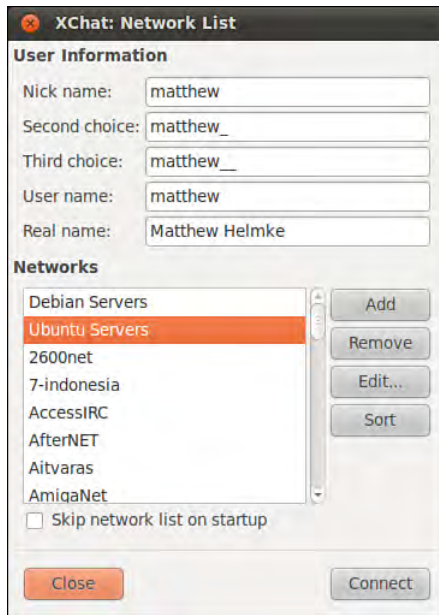 XChat: Network List
User Information
Nick name: matthew
Second choice: matthew_
Third choice: matthew__
User name: matthew
Real name: Matthew Helmke
Networks
Debian Servers
Add
Ubuntu Servers
Remove
2600net
7-indonesia
Edit...
AccessIRC
Sort
AfterNET
Aitvaras
AmigaNet
Skip network list on startup
Close
Connect